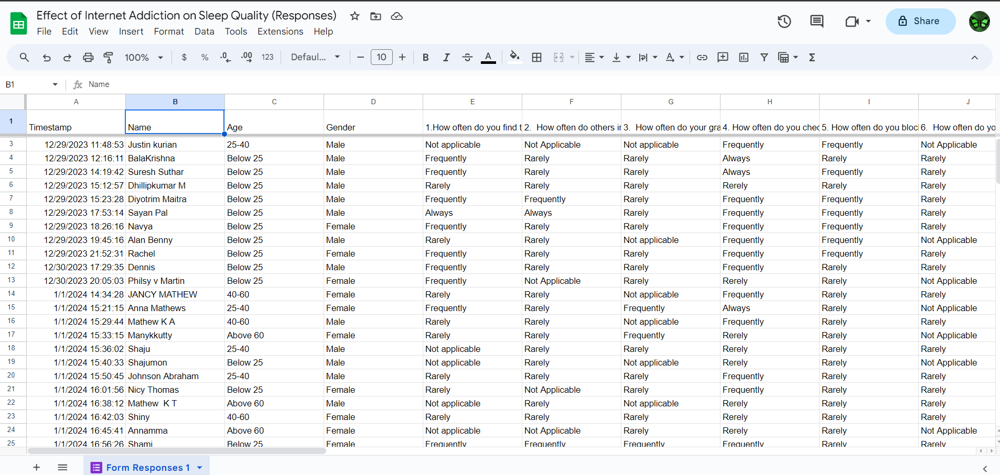 Effect of Internet Addiction on Sleep Quality (Responses)
File Edit View Insert Format Data Tools Extensions Help
Share
100% $ % .0 .00 123 Defaul... 10 B I A Σ
B1 fx Name
A B C D E F G H I J
1 Timestamp Name Age Gender 1.How often do you find t 2. How often do others in 3. How often do your gra 4. How often do you chec 5. How often do you bloc 6. How often do yo
3 12/29/2023 11:48:53 Justin kurian 25-40 Male Not applicable Not Applicable Not applicable Frequently Frequently Not Applicable
4 12/29/2023 12:16:11 BalaKrishna Below 25 Male Frequently Rarely Rarely Always Rarely Rarely
5 12/29/2023 14:19:42 Suresh Suthar Below 25 Male Frequently Rarely Rarely Always Frequently Rarely
6 12/29/2023 15:12:57 Dhillipkumar M Below 25 Male Rarely Rarely Rarely Rerely Rarely Rarely
7 12/29/2023 15:23:28 Diyotrim Maitra Below 25 Male Frequently Frequently Rarely Frequently Frequently Rarely
8 12/29/2023 17:53:14 Sayan Pal Below 25 Male Always Always Rarely Frequently Frequently Rarely
9 12/29/2023 18:26:16 Navya Below 25 Female Frequently Rarely Rarely Frequently Frequently Rarely
10 12/29/2023 19:45:16 Alan Benny Below 25 Male Rarely Rarely Not applicable Frequently Frequently Not Applicable
11 12/29/2023 21:52:31 Rachel Below 25 Female Frequently Rarely Rarely Frequently Frequently Rarely
12 12/30/2023 17:29:35 Dennis Below 25 Male Frequently Rarely Rarely Frequently Rarely Rarely
13 12/30/2023 20:05:03 Philsy v Martin Below 25 Female Frequently Not Applicable Rarely Rerely Rarely Not Applicable
14 1/1/2024 14:34:28 JANCY MATHEW 40-60 Female Rarely Rarely Not applicable Frequently Rarely Rarely
15 1/1/2024 15:21:15 Anna Mathews 25-40 Female Frequently Rarely Frequently Always Rarely Not Applicable
16 1/1/2024 15:29:44 Mathew K A 40-60 Male Rarely Rarely Not applicable Frequently Rarely Rarely
17 1/1/2024 15:33:15 Manykkutty Above 60 Female Rarely Rarely Frequently Rerely Rarely Not Applicable
18 1/1/2024 15:36:02 Shaju 25-40 Male Not applicable Rarely Rarely Rerely Rarely Rarely
19 1/1/2024 15:40:33 Shajumon Below 25 Male Not applicable Rarely Not applicable Rerely Rarely Not Applicable
20 1/1/2024 15:50:45 Johnson Abraham 25-40 Male Rarely Rarely Rarely Frequently Rarely Rarely
21 1/1/2024 16:01:56 Nicy Thomas Below 25 Female Rarely Not Applicable Rarely Frequently Rarely Rarely
22 1/1/2024 16:38:12 Mathew K T Above 60 Male Not applicable Rarely Not applicable Rerely Rarely Rarely
23 1/1/2024 16:42:03 Shiny 40-60 Female Rarely Rarely Rarely Rerely Rarely Rarely
24 1/1/2024 16:45:41 Annamma Above 60 Female Not applicable Not Applicable Rarely Rerely Rarely Not Applicable
25 1/1/2024 16:56:26 Shami Below 25 Female Frequently Frequently Frequently Frequently Rarely Rarely
Form Responses 1